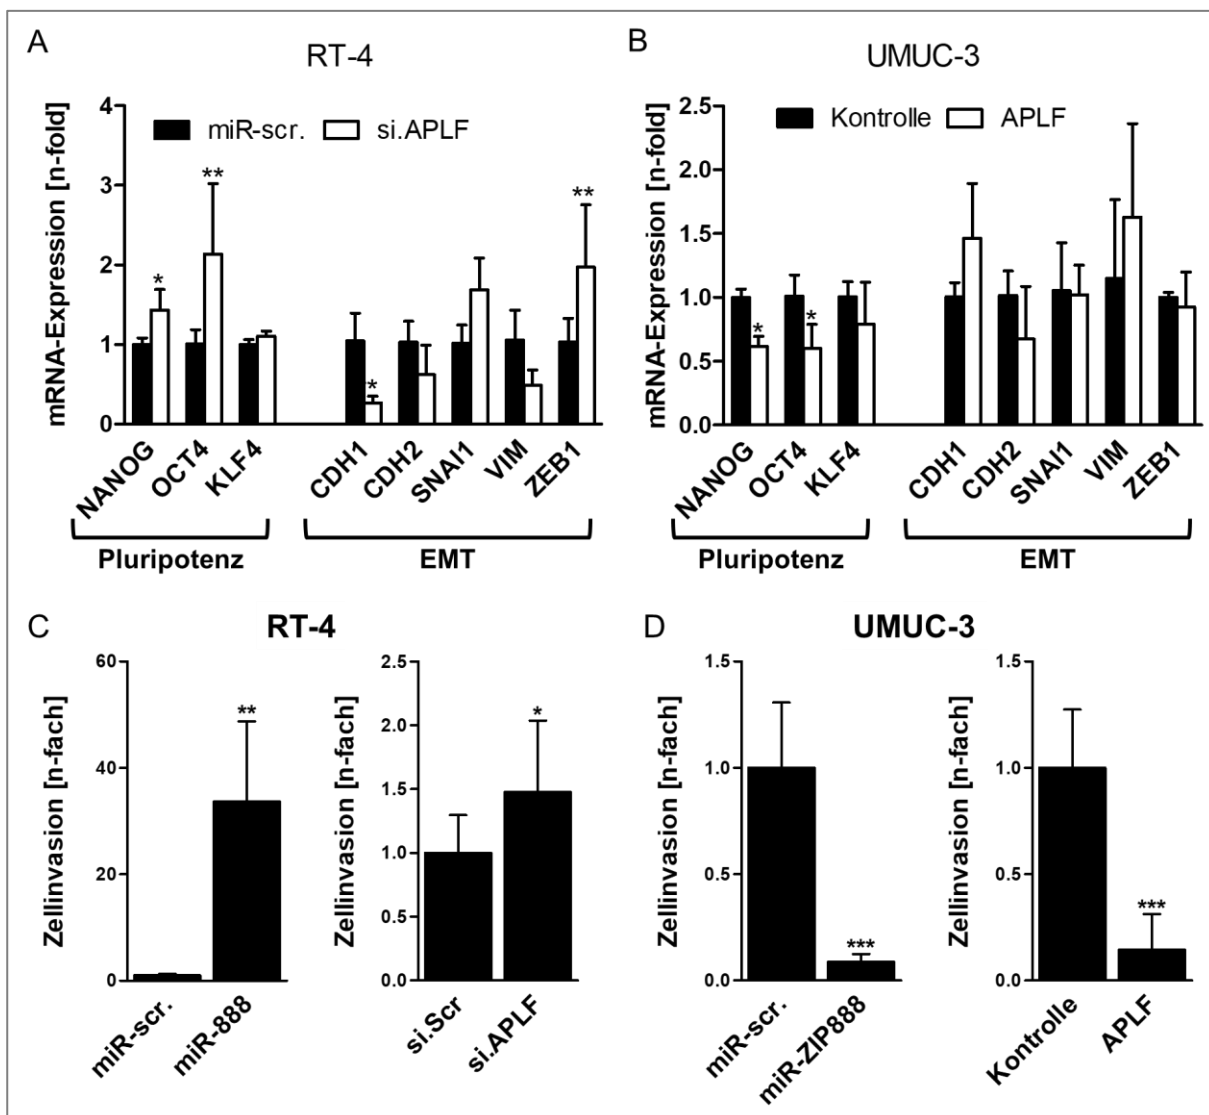 A
RT-4
mRNA-Expression [n-fold]
4
3
2
1
0
miR-scr.
si.APLF
*
**
*
**
NANOG
OCT4
KLF4
CDH1
CDH2
SNAI1
VIM
ZEB1
Pluripotenz
EMT
B
UMUC-3
mRNA-Expression [n-fold]
2.5
2.0
1.5
1.0
0.5
0.0
Kontrolle
APLF
*
*
NANOG
OCT4
KLF4
CDH1
CDH2
SNAI1
VIM
ZEB1
Pluripotenz
EMT
C
RT-4
Zellinvasion [n-fach]
60
40
20
0
**
miR-scr.
miR-888
Zellinvasion [n-fach]
2.5
2.0
1.5
1.0
0.5
0.0
*
si.Scr
si.APLF
D
UMUC-3
Zellinvasion [n-fach]
1.5
1.0
0.5
0.0
***
miR-scr.
miR-ZIP888
Zellinvasion [n-fach]
1.5
1.0
0.5
0.0
***
Kontrolle
APLF